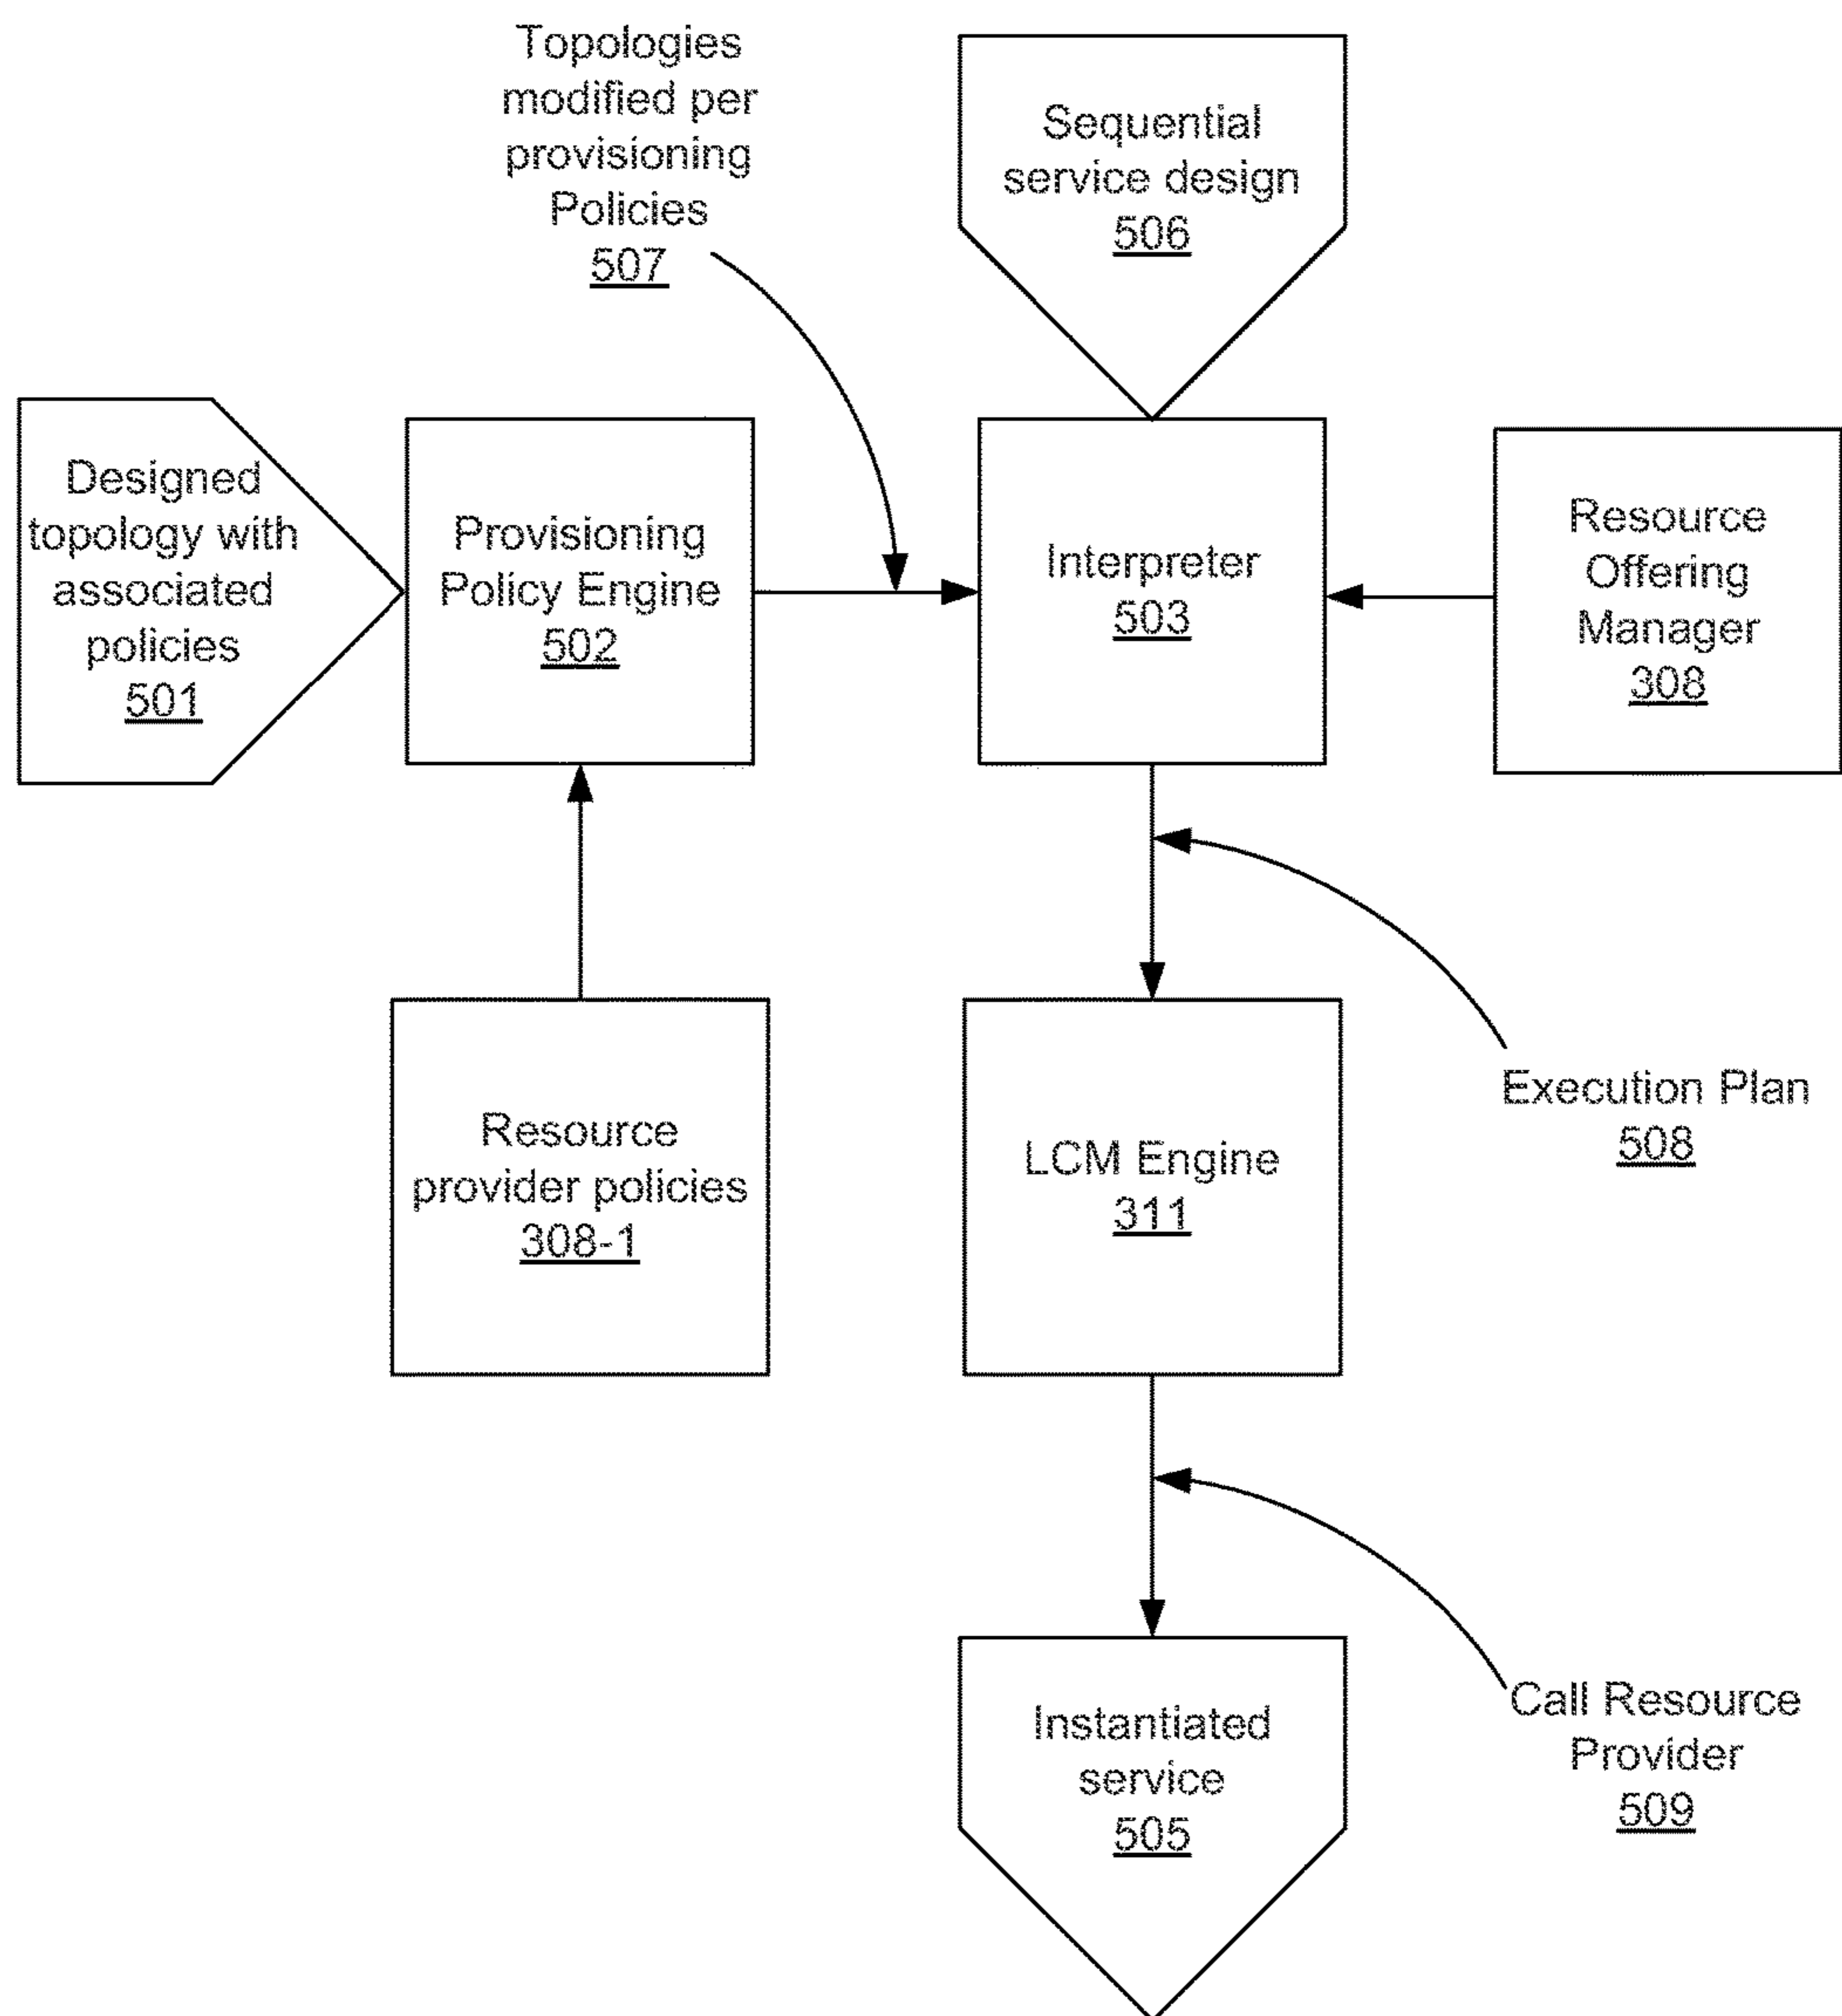 Topologies
modified per
provisioning
Policies
507
Sequential
service design
506
Designed
topology with
associated
policies
501
Provisioning
Policy Engine
502
Interpreter
503
Resource
Offering
Manager
308
Resource
provider policies
308-1
LCM Engine
311
Execution Plan
508
Instantiated
service
505
Call Resource
Provider
509